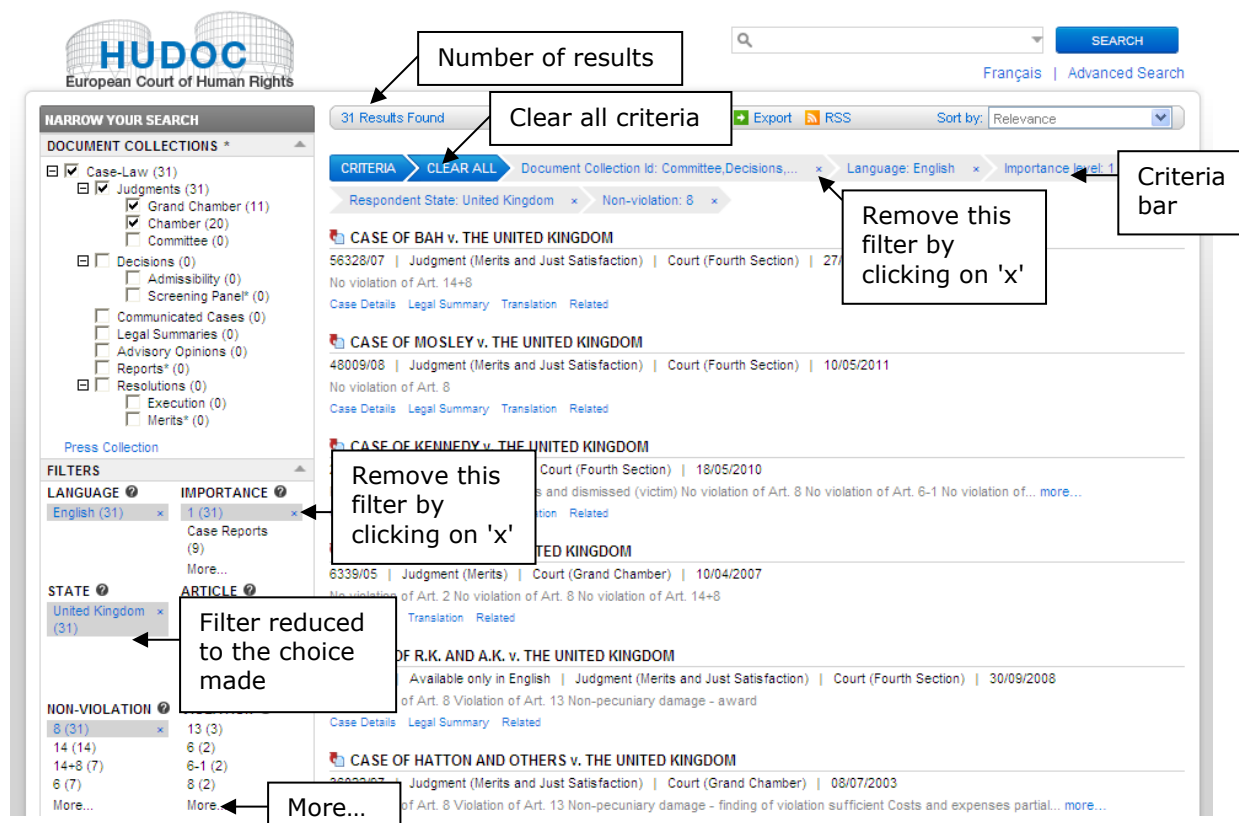 HUDOC
European Court of Human Rights
Number of results
SEARCH
Français | Advanced Search
NARROW YOUR SEARCH
DOCUMENT COLLECTIONS *
Case-Law (31)
Judgments (31)
Grand Chamber (11)
Chamber (20)
Committee (0)
Decisions (0)
Admissibility (0)
Screening Panel* (0)
Communicated Cases (0)
Legal Summaries (0)
Advisory Opinions (0)
Reports* (0)
Resolutions (0)
Execution (0)
Merits* (0)
Press Collection
FILTERS
LANGUAGE
English (31) ×
IMPORTANCE
1 (31) ×
Case Reports
(9)
More...
STATE
United Kingdom ×
(31)
ARTICLE
Filter reduced
to the choice
made
NON-VIOLATION
8 (31) ×
14 (14)
14+8 (7)
6 (7)
More...
13 (3)
6 (2)
6-1 (2)
8 (2)
More...
More…
31 Results Found
Clear all criteria
Export RSS
Sort by: Relevance
CRITERIA CLEAR ALL Document Collection Id: Committee,Decisions,... × Language: English × Importance level: 1
Criteria
bar
Respondent State: United Kingdom × Non-violation: 8 ×
Remove this
filter by
clicking on 'x'
CASE OF BAH v. THE UNITED KINGDOM
56328/07 | Judgment (Merits and Just Satisfaction) | Court (Fourth Section) | 27/
No violation of Art. 14+8
Case Details Legal Summary Translation Related
CASE OF MOSLEY v. THE UNITED KINGDOM
48009/08 | Judgment (Merits and Just Satisfaction) | Court (Fourth Section) | 10/05/2011
No violation of Art. 8
Case Details Legal Summary Translation Related
CASE OF KENNEDY v. THE UNITED KINGDOM
Court (Fourth Section) | 18/05/2010
and dismissed (victim) No violation of Art. 8 No violation of Art. 6-1 No violation of... more...
Related
Remove this
filter by
clicking on 'x'
KINGDOM
6339/05 | Judgment (Merits) | Court (Grand Chamber) | 10/04/2007
No violation of Art. 2 No violation of Art. 8 No violation of Art. 14+8
Translation Related
OF R.K. AND A.K. v. THE UNITED KINGDOM
Available only in English | Judgment (Merits and Just Satisfaction) | Court (Fourth Section) | 30/09/2008
of Art. 8 Violation of Art. 13 Non-pecuniary damage - award
Case Details Legal Summary Related
CASE OF HATTON AND OTHERS v. THE UNITED KINGDOM
| Judgment (Merits and Just Satisfaction) | Court (Grand Chamber) | 08/07/2003
of Art. 8 Violation of Art. 13 Non-pecuniary damage - finding of violation sufficient Costs and expenses partial... more...